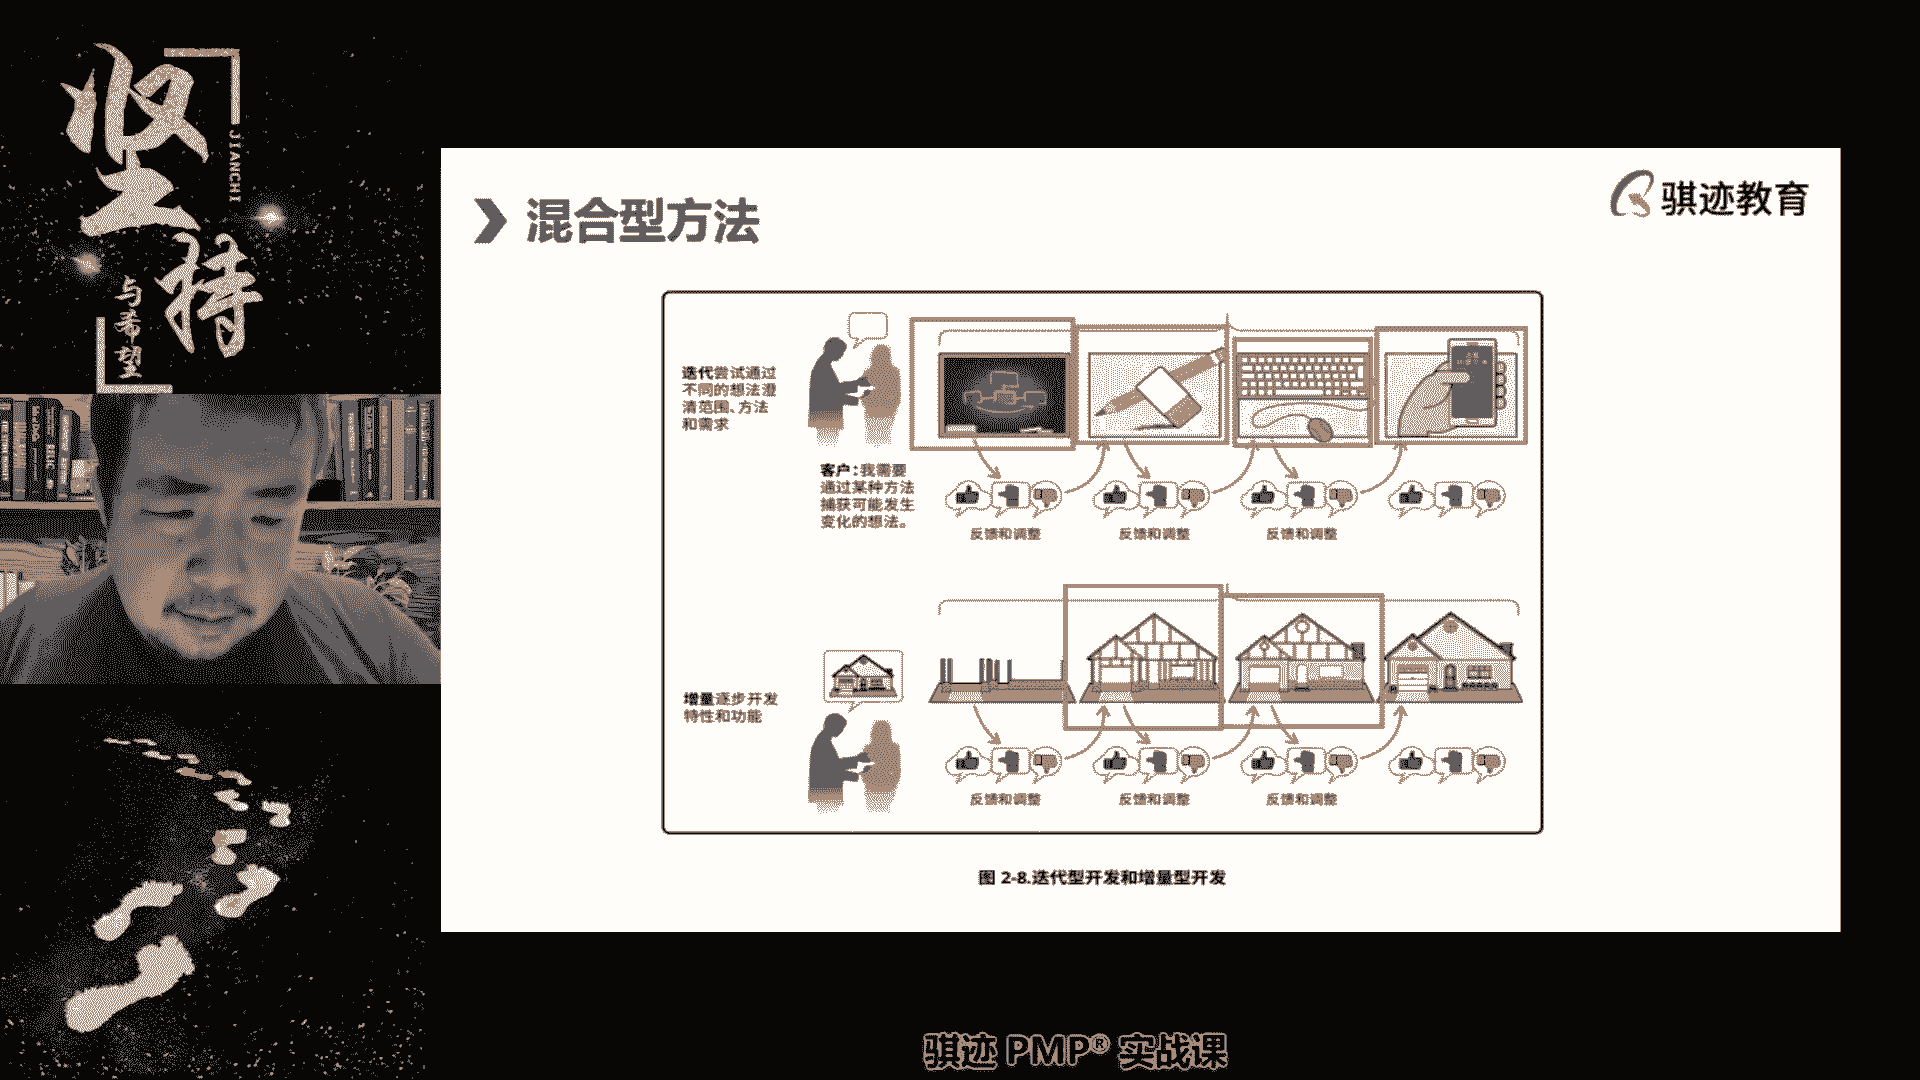 坚持
JIANCHI
与希望
混合型方法
骐迹教育
迭代尝试通过
不同的想法澄
清范围、方法
和需求
客户：我需要
通过某种方法
捕获可能发生
变化的想法。
反馈和调整
反馈和调整
反馈和调整
增量逐步开发
特性和功能
反馈和调整
反馈和调整
反馈和调整
图 2-8.迭代型开发和增量型开发
骐迹 PMP® 实战课